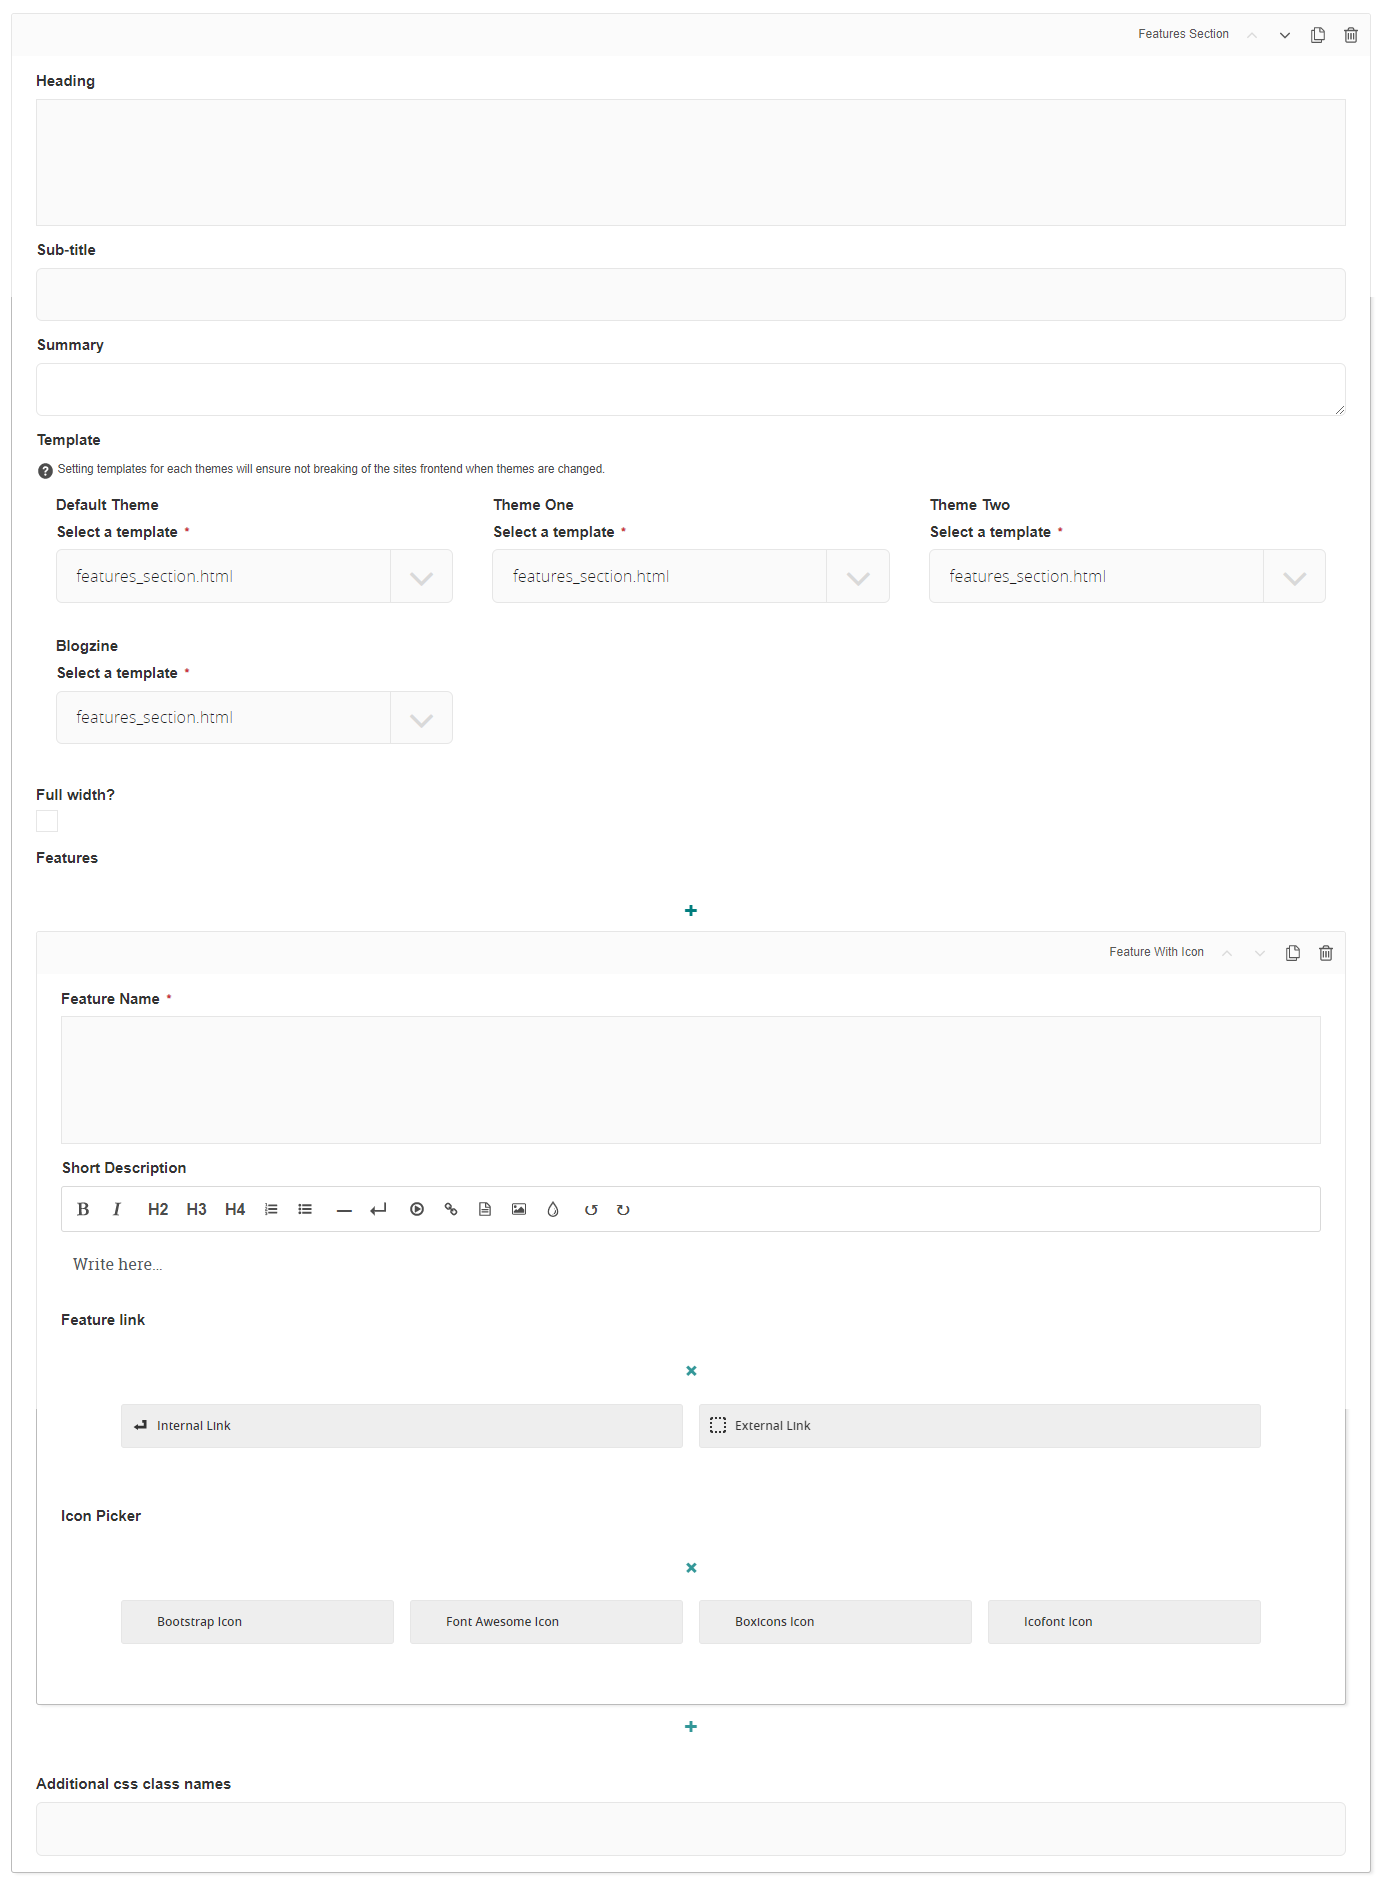 Features Section
Heading
Sub-title
Summary
Template
Setting templates for each themes will ensure not breaking of the sites frontend when themes are changed.
Default Theme
Select a template *
features_section.html
Theme One
Select a template *
features_section.html
Theme Two
Select a template *
features_section.html
Blogzine
Select a template *
features_section.html
Full width?
Features
Feature With Icon
Feature Name *
Short Description
B I H2 H3 H4
Write here...
Feature link
Internal Link
External Link
Icon Picker
Bootstrap Icon
Font Awesome Icon
Boxicons Icon
Icofont Icon
Additional css class names